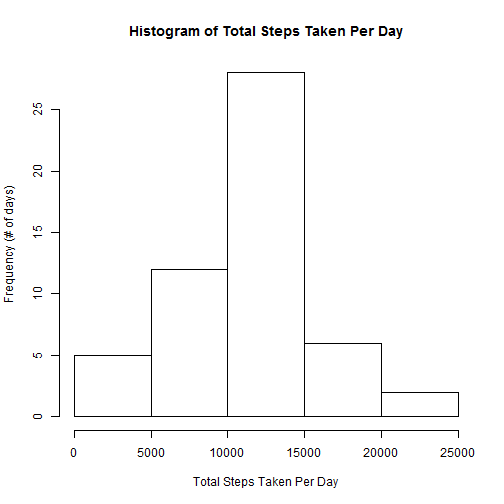 Histogram of Total Steps Taken Per Day
Frequency (# of days)
25
20
15
10
5
0
0 5000 10000 15000 20000 25000
Total Steps Taken Per Day